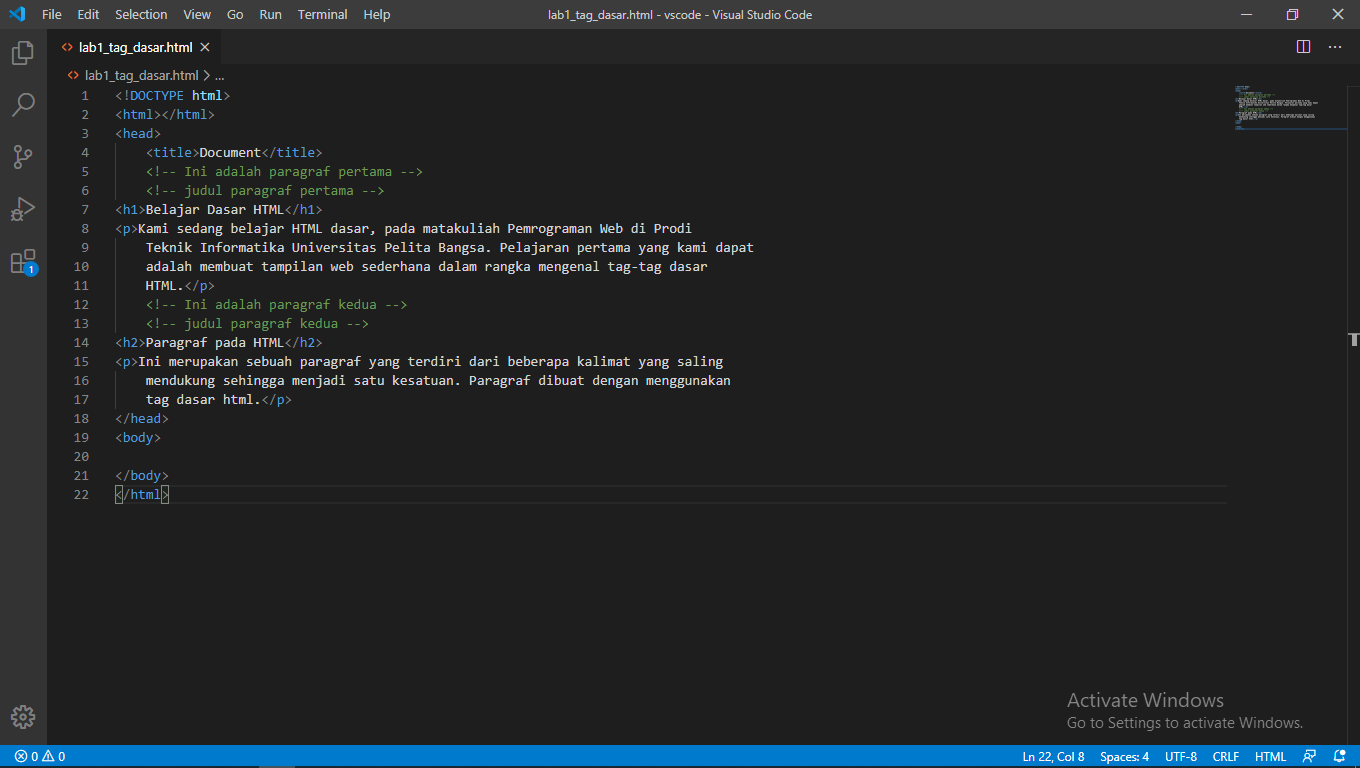 File Edit Selection View Go Run Terminal Help lab1_tag_dasar.html - vscode - Visual Studio Code
lab1_tag_dasar.html
lab1_tag_dasar.html > ...
1 <!DOCTYPE html>
2 <html></html>
3 <head>
4 <title>Document</title>
5 <!-- Ini adalah paragraf pertama -->
6 <!-- judul paragraf pertama -->
7 <h1>Belajar Dasar HTML</h1>
8 <p>Kami sedang belajar HTML dasar, pada matakuliah Pemrograman Web di Prodi
9 Teknik Informatika Universitas Pelita Bangsa. Pelajaran pertama yang kami dapat
10 adalah membuat tampilan web sederhana dalam rangka mengenal tag-tag dasar
11 HTML.</p>
12 <!-- Ini adalah paragraf kedua -->
13 <!-- judul paragraf kedua -->
14 <h2>Paragraf pada HTML</h2>
15 <p>Ini merupakan sebuah paragraf yang terdiri dari beberapa kalimat yang saling
16 mendukung sehingga menjadi satu kesatuan. Paragraf dibuat dengan menggunakan
17 tag dasar html.</p>
18 </head>
19 <body>
20
21 </body>
22 </html>
1
Activate Windows
Go to Settings to activate Windows.
0 0 Ln 22, Col 8 Spaces: 4 UTF-8 CRLF HTML